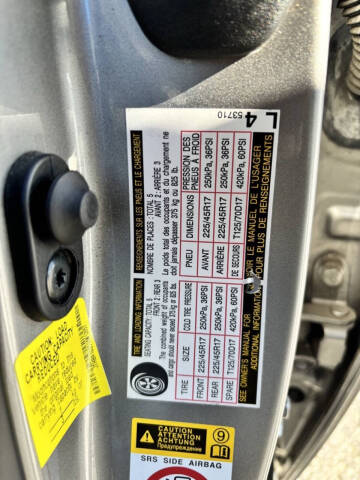 TIRE AND LOADING INFORMATION
SEATING CAPACITY: TOTAL 5
FRONT 2: REAR 3
The combined weight of occupants
and cargo should never exceed 375 kg or 825 lbs.
TIRE SIZE COLD TIRE PRESSURE
FRONT 225/45R17 250kPa, 36PSI
REAR 225/45R17 250kPa, 36PSI
SPARE T125/70D17 420kPa, 60PSI
SEE OWNER'S MANUAL FOR
ADDITIONAL INFORMATION
RENSEIGNEMENTS SUR LES PNEUS ET LE CHARGEMENT
NOMBRE DE PLACES: TOTAL 5
AVANT 2: ARRIÈRE 3
Le poids total des occupants et du chargement ne
doit jamais dépasser 375 kg ou 825 lb.
PNEU DIMENSIONS PRESSION DES
PNEUS À FROID
AVANT 225/45R17 250kPa, 36PSI
ARRIÈRE 225/45R17 250kPa, 36PSI
DE SECOURS T125/70D17 420kPa, 60PSI
VOIR LE MANUEL DE L'USAGER
POUR PLUS DE RENSEIGNEMENTS
L4 53710
CAUTION
ATTENTION
Предупреждение
SRS SIDE AIRBAG
CAUTION: LOAD